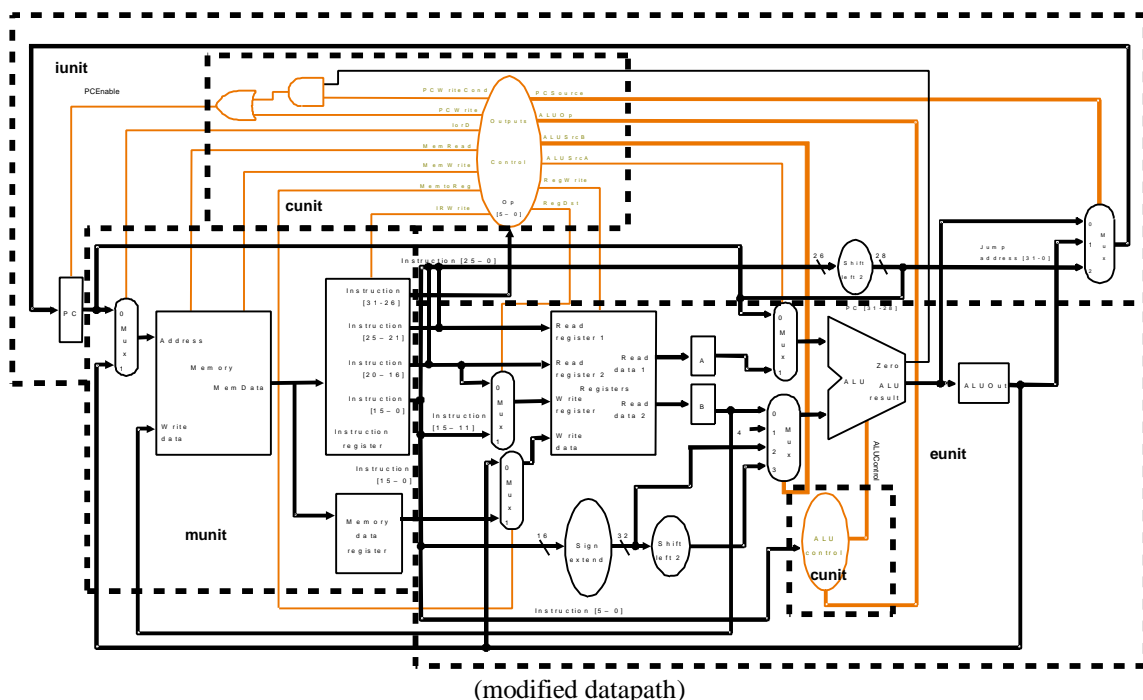 iunit
PCEnable
PCWriteCond
PCWrite
IorD
MemRead
MemWrite
MemtoReg
IRWrite
Outputs
Control
Op
[5– 0]
PCSource
ALUOp
ALUSrcB
ALUSrcA
RegWrite
RegDst
cunit
Instruction [25– 0]
26
Shift
left 2
28
Jump
address [31-0]
0
1
2
M
u
x
PC [31-28]
PC
0
M
u
x
1
Address
Memory
MemData
Write
data
Instruction
[31-26]
Instruction
[25– 21]
Instruction
[20– 16]
Instruction
[15– 0]
Instruction
register
Instruction
[15– 11]
Instruction
[15– 0]
0
M
u
x
1
0
M
u
x
1
Read
register 1
Read
register 2
Registers
Write
register
Write
data
Read
data 1
Read
data 2
A
B
0
M
u
x
1
4
0
1
2
3
M
u
x
Zero
ALU
ALU
result
ALUOut
ALUControl
eunit
munit
Memory
data
register
16
Sign
extend
32
Shift
left 2
ALU
control
cunit
Instruction [5– 0]
(modified datapath)